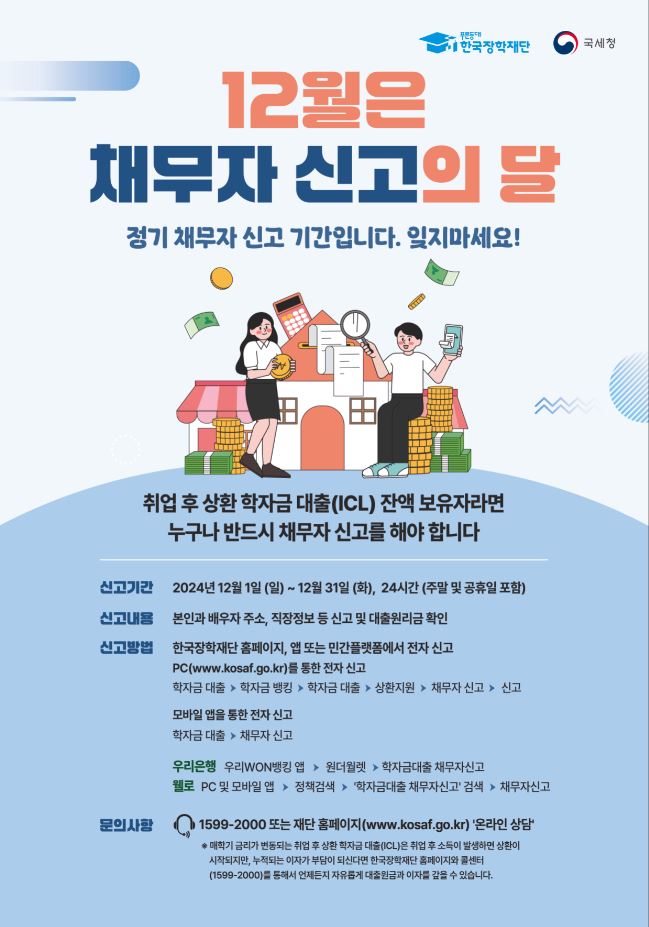 푸른등대
한국장학재단
국세청
12월은
채무자 신고의 달
정기 채무자 신고 기간입니다. 잊지마세요!
취업 후 상환 학자금 대출(ICL) 잔액 보유자라면
누구나 반드시 채무자 신고를 해야 합니다
신고기간 2024년 12월 1일 (일) ~ 12월 31일 (화), 24시간 (주말 및 공휴일 포함)
신고내용 본인과 배우자 주소, 직장정보 등 신고 및 대출원리금 확인
신고방법 한국장학재단 홈페이지, 앱 또는 민간플랫폼에서 전자 신고
PC(www.kosaf.go.kr)를 통한 전자 신고
학자금 대출 > 학자금 뱅킹 > 학자금 대출 > 상환지원 > 채무자 신고 > 신고
모바일 앱을 통한 전자 신고
학자금 대출 > 채무자 신고
우리은행 우리WON뱅킹 앱 > 원더월렛 > 학자금대출 채무자신고
웰로 PC 및 모바일 앱 > 정책검색 > '학자금대출 채무자신고' 검색 > 채무자신고
문의사항 1599-2000 또는 재단 홈페이지(www.kosaf.go.kr) '온라인 상담'
※ 매학기 금리가 변동되는 취업 후 상환 학자금 대출(ICL)은 취업 후 소득이 발생하면 상환이
시작되지만, 누적되는 이자가 부담이 되신다면 한국장학재단 홈페이지와 콜센터
(1599-2000)를 통해서 언제든지 자유롭게 대출원금과 이자를 갚을 수 있습니다.